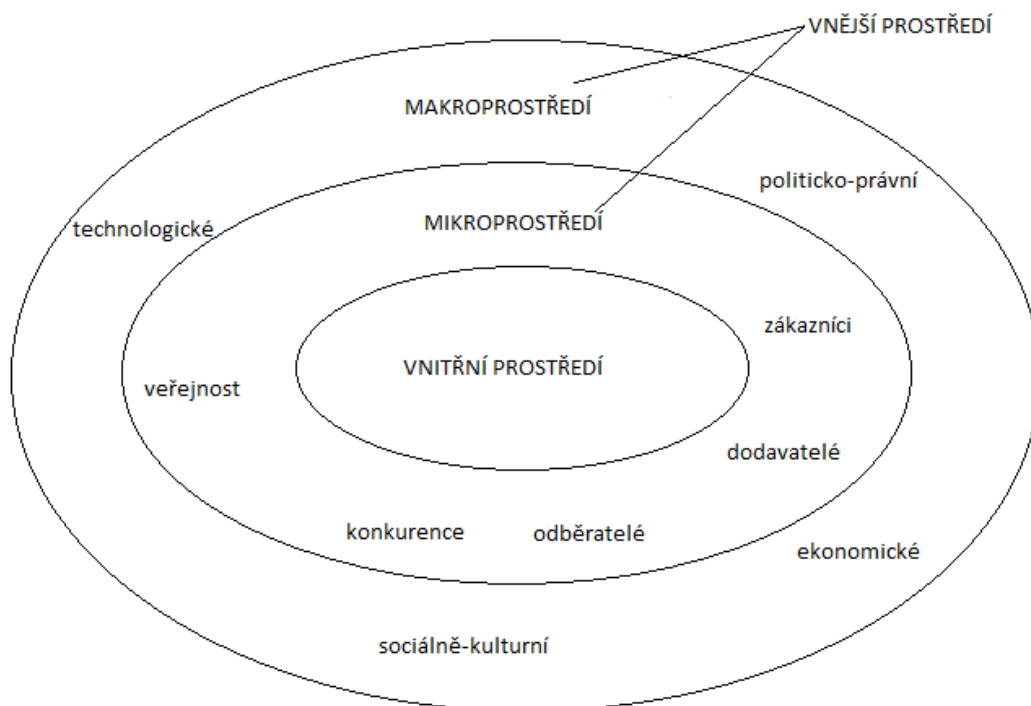 VNĚJŠÍ PROSTŘEDÍ
MAKROPROSTŘEDÍ
politicko-právní
technologické
MIKROPROSTŘEDÍ
zákazníci
VNITŘNÍ PROSTŘEDÍ
veřejnost
dodavatelé
konkurence
odběratelé
ekonomické
sociálně-kulturní